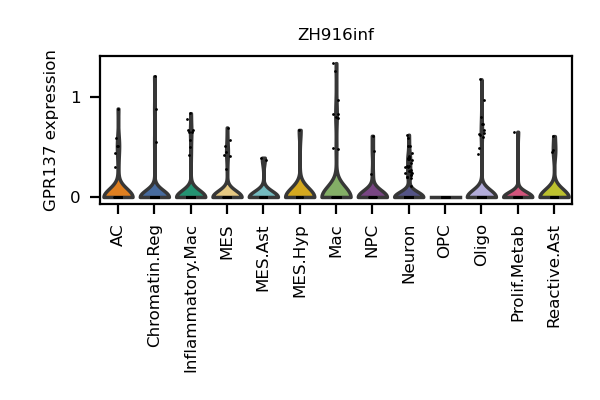 ZH916inf
GPR137 expression
1
0
AC
Chromatin.Reg
Inflammatory.Mac
MES
MES.Ast
MES.Hyp
Mac
NPC
Neuron
OPC
Oligo
Prolif.Metab
Reactive.Ast